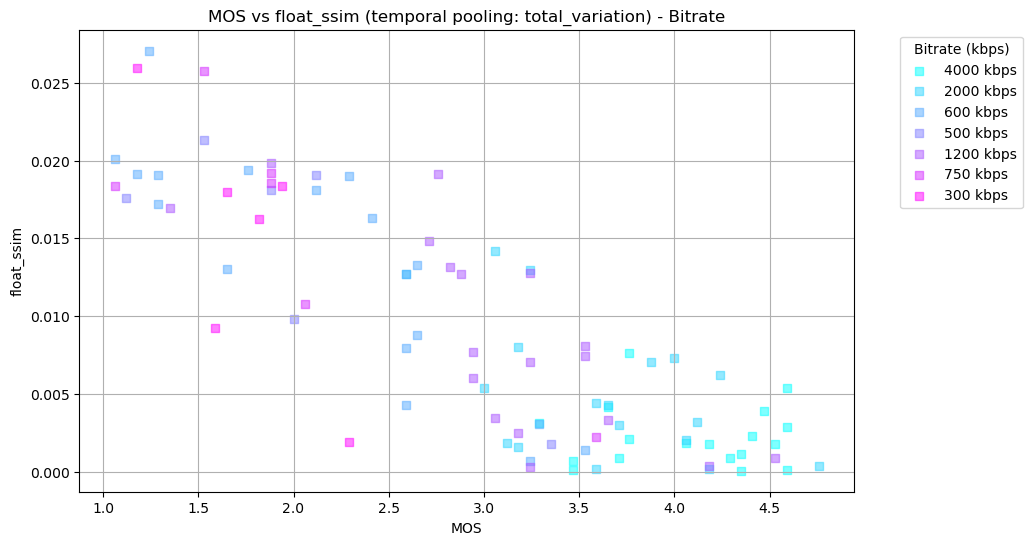 MOS vs float_ssim (temporal pooling: total_variation) - Bitrate
Bitrate (kbps)
4000 kbps
2000 kbps
600 kbps
500 kbps
1200 kbps
750 kbps
300 kbps
float_ssim
0.025
0.020
0.015
0.010
0.005
0.000
1.0 1.5 2.0 2.5 3.0 3.5 4.0 4.5
MOS